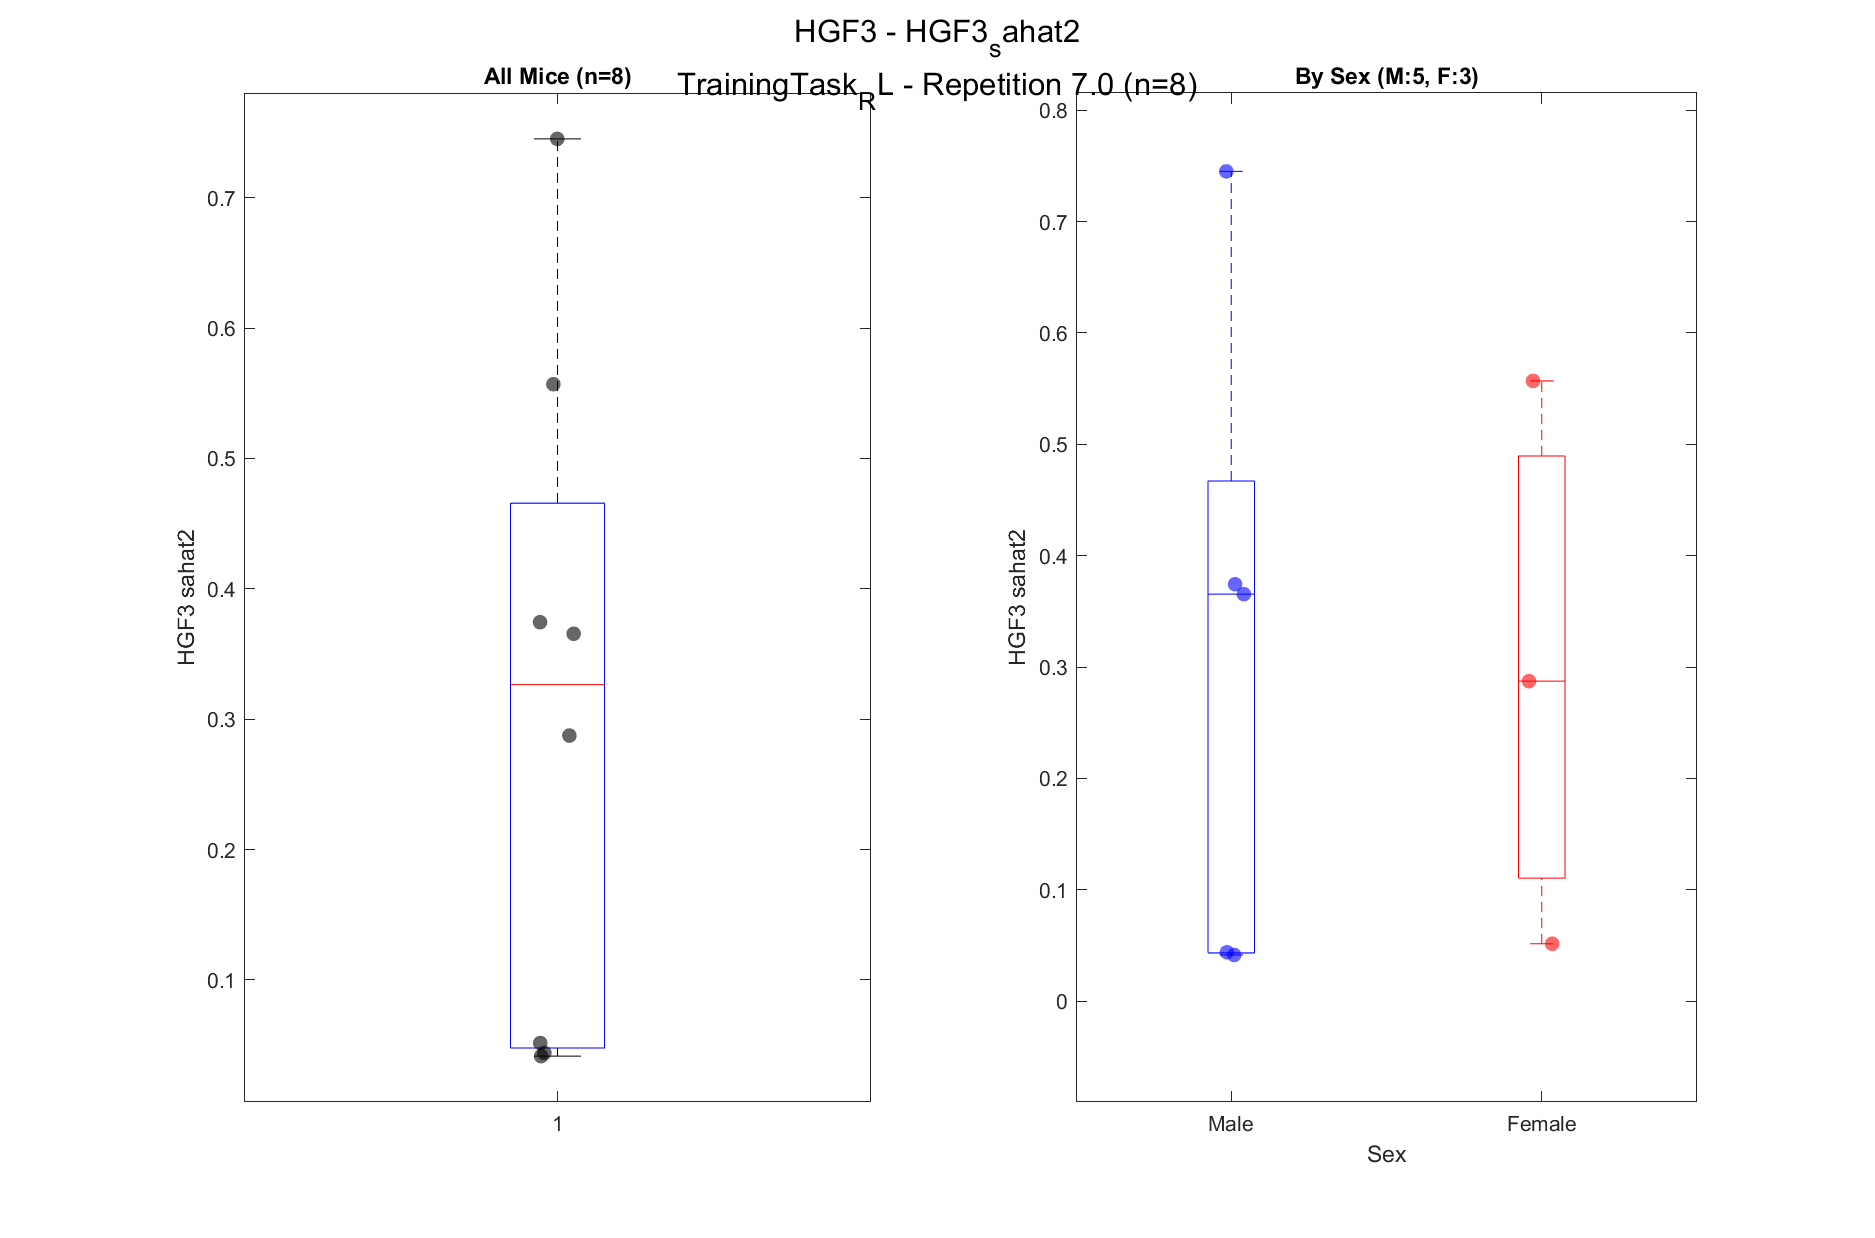 HGF3 - HGF3sahat2
TrainingTaskRL - Repetition 7.0 (n=8)
All Mice (n=8)
HGF3 sahat2
0.7
0.6
0.5
0.4
0.3
0.2
0.1
1
By Sex (M:5, F:3)
HGF3 sahat2
0.8
0.7
0.6
0.5
0.4
0.3
0.2
0.1
0
Male Female
Sex